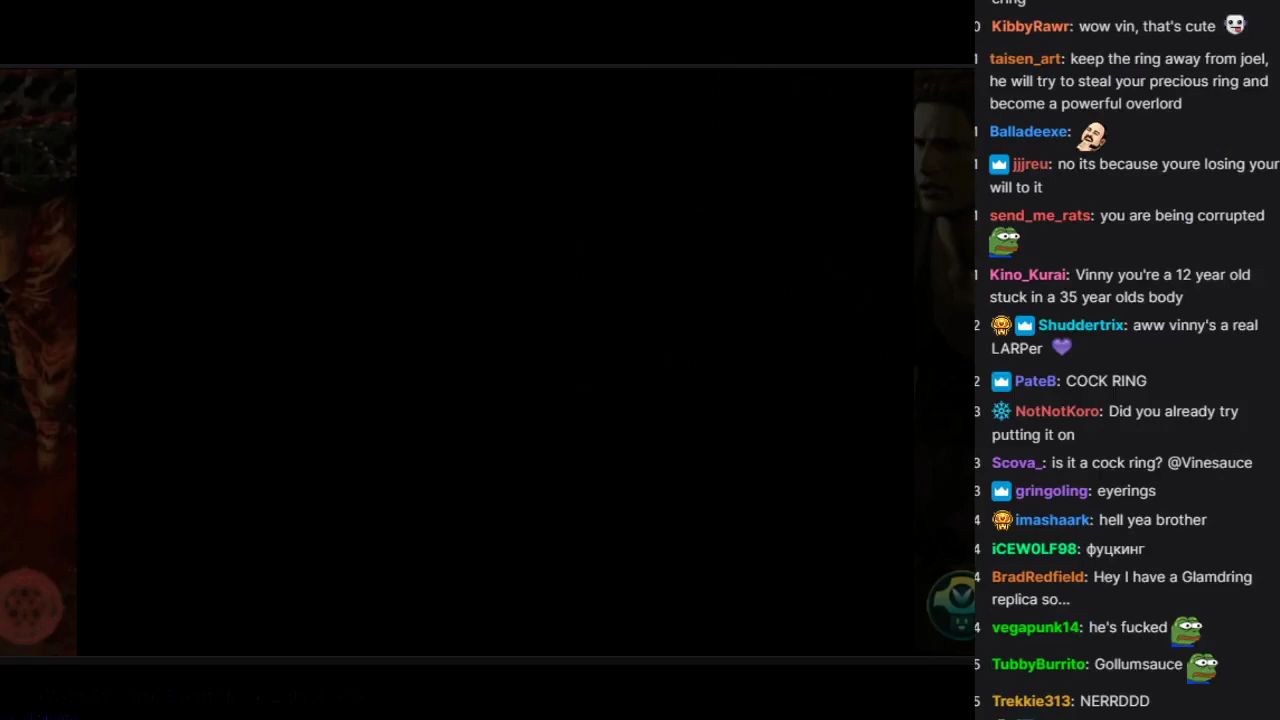 KibbyRawr: wow vin, that's cute
taisen_art: keep the ring away from joel,
he will try to steal your precious ring and
become a powerful overlord
Balladeexe:
jjjreu: no its because youre losing your
will to it
send_me_rats: you are being corrupted
Kino_Kurai: Vinny you're a 12 year old
stuck in a 35 year olds body
Shuddertrix: aww vinny's a real
LARPer
PateB: COCK RING
NotNotKoro: Did you already try
putting it on
Scova_: is it a cock ring? @Vinesauce
gringoling: eyerings
imashaark: hell yea brother
iCEW0LF98: фуцкинг
BradRedfield: Hey I have a Glamdring
replica so...
vegapunk14: he's fucked
TubbyBurrito: Gollumsauce
Trekkie313: NERRDDD